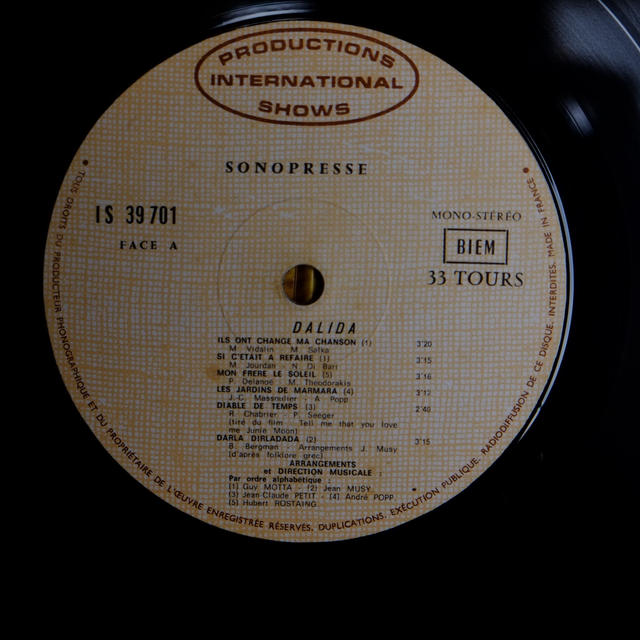 PRODUCTIONS
INTERNATIONAL
SHOWS
SONOPRESSE
IS 39 701
FACE A
MONO-STÉRÉO
BIEM
33 TOURS
DALIDA
ILS ONT CHANGE MA CHANSON (1) 3'20
M. Vidalin - M. Safka
SI C'ETAIT A REFAIRE (1) 3'15
M. Jourdan - N. Di Bari
MON FRERE LE SOLEIL (5) 3'16
P. Delanoë - M. Théodorakis
LES JARDINS DE MARMARA (4) 3'12
J.-C. Massoulier - A. Popp
DIABLE DE TEMPS (3) 2'40
R. Chabrier - P. Seeger
(tiré du film Tell me that you love
me Junie Moon)
DARLA DIRLADADA (2) 3'15
B. Bergman - Arrangements J. Musy
(d'après folklore grec)
ARRANGEMENTS
et DIRECTION MUSICALE
Par ordre alphabétique :
(1) Guy MOTTA - (2) Jean MUSY
(3) Jean-Claude PETIT - (4) André POPP
(5) Hubert ROSTAING
• TOUS DROITS DU PRODUCTEUR PHONOGRAPHIQUE ET DU PROPRIÉTAIRE DE L'ŒUVRE ENREGISTRÉE RÉSERVÉS, DUPLICATIONS, EXÉCUTION PUBLIQUE, RADIODIFFUSION DE CE DISQUE, INTERDITES. MADE IN FRANCE •